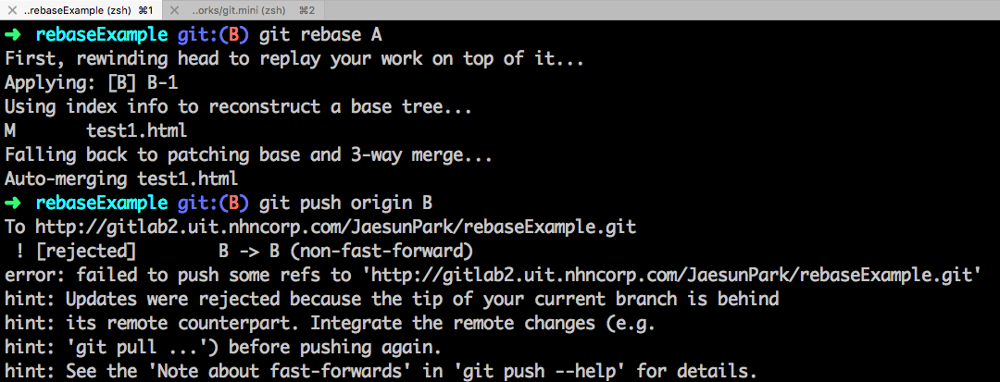 ✕ ..rebaseExample (zsh) ⌘1 ✕ ..orks/git.mini (zsh) ⌘2
➜ rebaseExample git:(B) git rebase A
First, rewinding head to replay your work on top of it...
Applying: [B] B-1
Using index info to reconstruct a base tree...
M test1.html
Falling back to patching base and 3-way merge...
Auto-merging test1.html
➜ rebaseExample git:(B) git push origin B
To http://gitlab2.uit.nhncorp.com/JaesunPark/rebaseExample.git
! [rejected] B -> B (non-fast-forward)
error: failed to push some refs to 'http://gitlab2.uit.nhncorp.com/JaesunPark/rebaseExample.git'
hint: Updates were rejected because the tip of your current branch is behind
hint: its remote counterpart. Integrate the remote changes (e.g.
hint: 'git pull ...') before pushing again.
hint: See the 'Note about fast-forwards' in 'git push --help' for details.